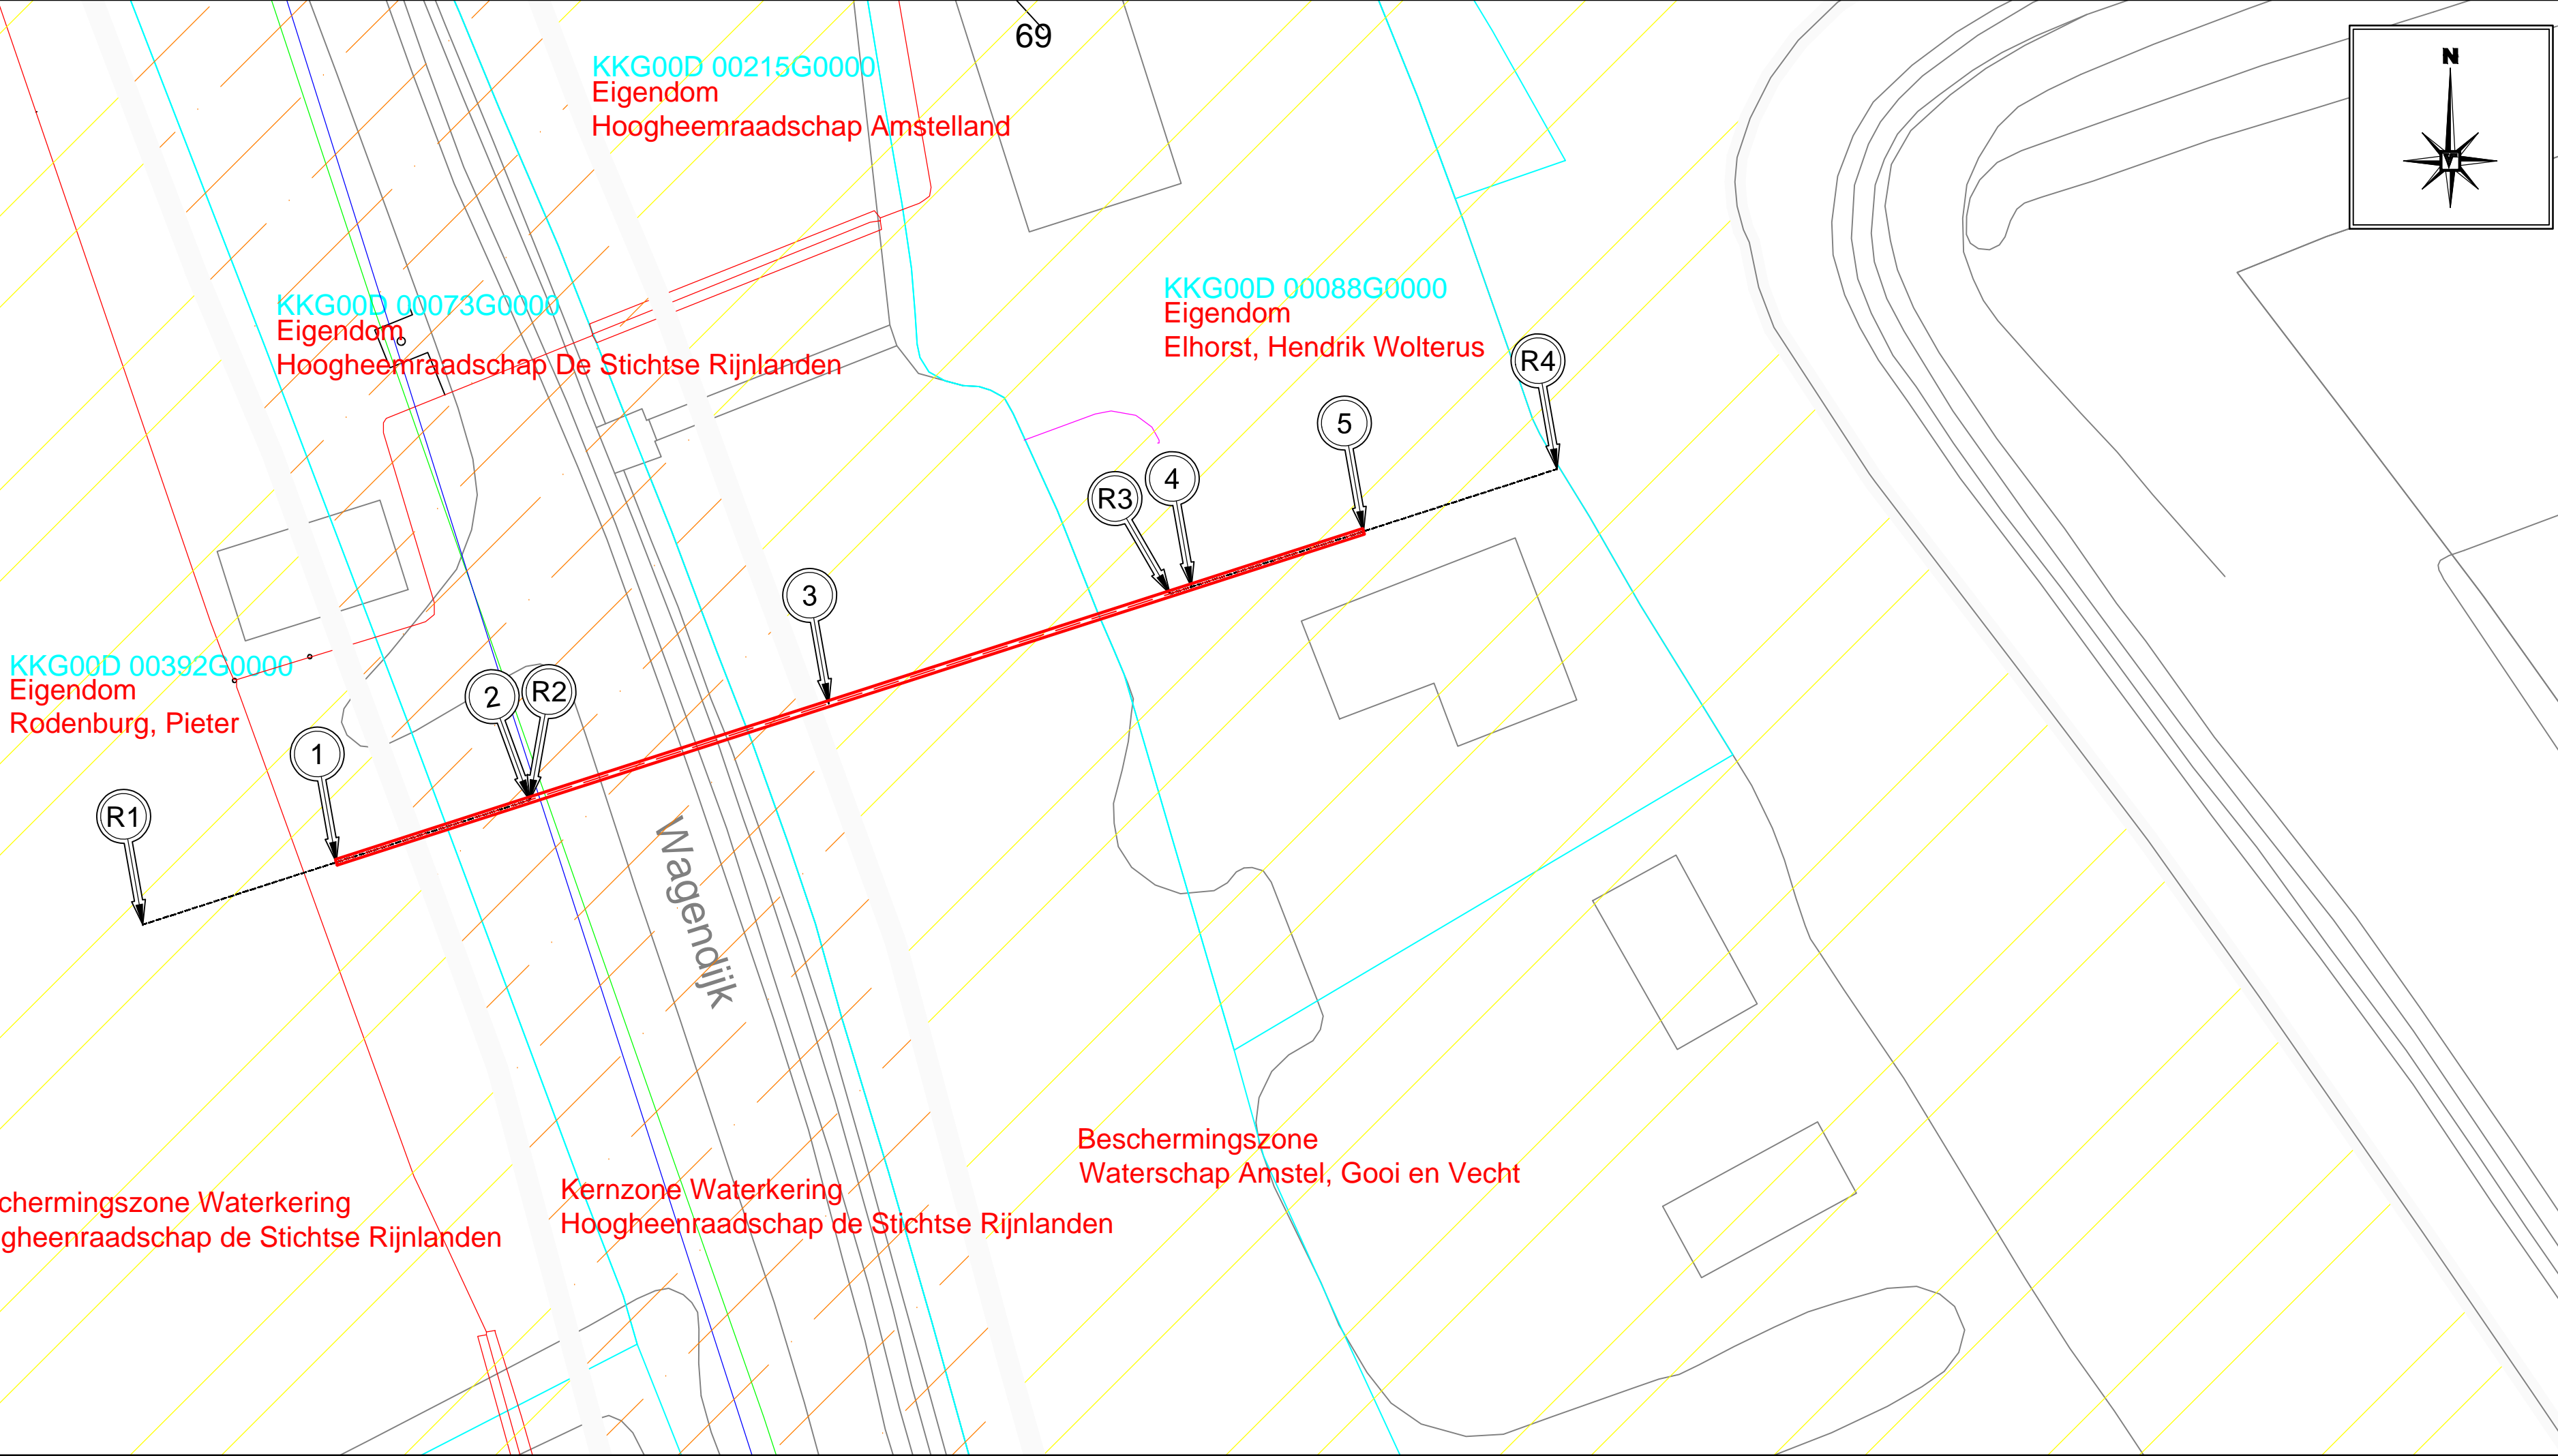 69
N
KKG00D 00215G0000
Eigendom
Hoogheemraadschap Amstelland
KKG00D 00073G0000
Eigendom
Hoogheemraadschap De Stichtse Rijnlanden
KKG00D 00088G0000
Eigendom
Elhorst, Hendrik Wolterus
R4
5
4
R3
3
KKG00D 00392G0000
Eigendom
Rodenburg, Pieter
2
R2
1
R1
Wagendijk
Beschermingszone
Waterschap Amstel, Gooi en Vecht
Kernzone Waterkering
Hoogheenraadschap de Stichtse Rijnlanden
chermingszone Waterkering
gheenraadschap de Stichtse Rijnlanden